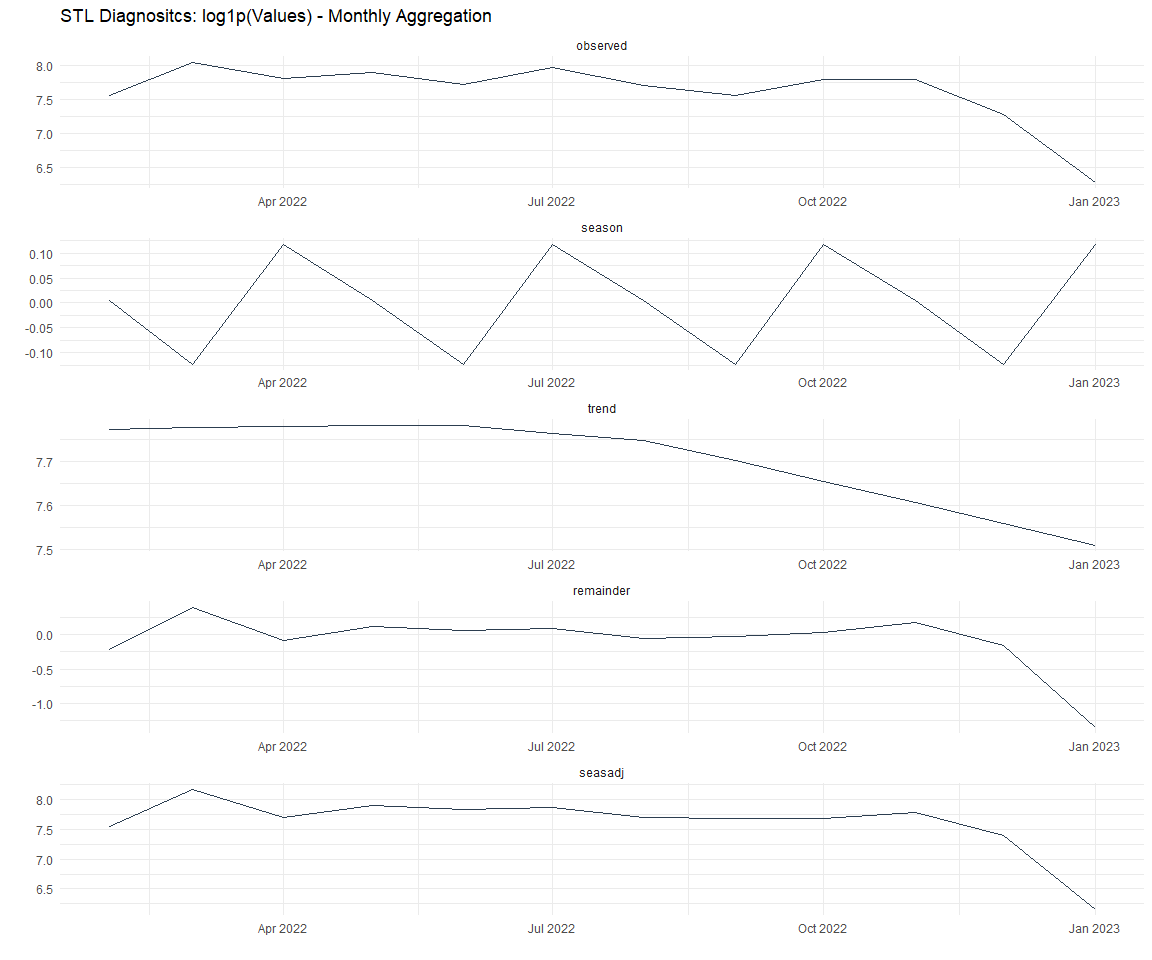 STL Diagnositcs: log1p(Values) - Monthly Aggregation
observed
8.0
7.5
7.0
6.5
Apr 2022 Jul 2022 Oct 2022 Jan 2023
season
0.10
0.05
0.00
-0.05
-0.10
Apr 2022 Jul 2022 Oct 2022 Jan 2023
trend
7.7
7.6
7.5
Apr 2022 Jul 2022 Oct 2022 Jan 2023
remainder
0.0
-0.5
-1.0
Apr 2022 Jul 2022 Oct 2022 Jan 2023
seasadj
8.0
7.5
7.0
6.5
Apr 2022 Jul 2022 Oct 2022 Jan 2023